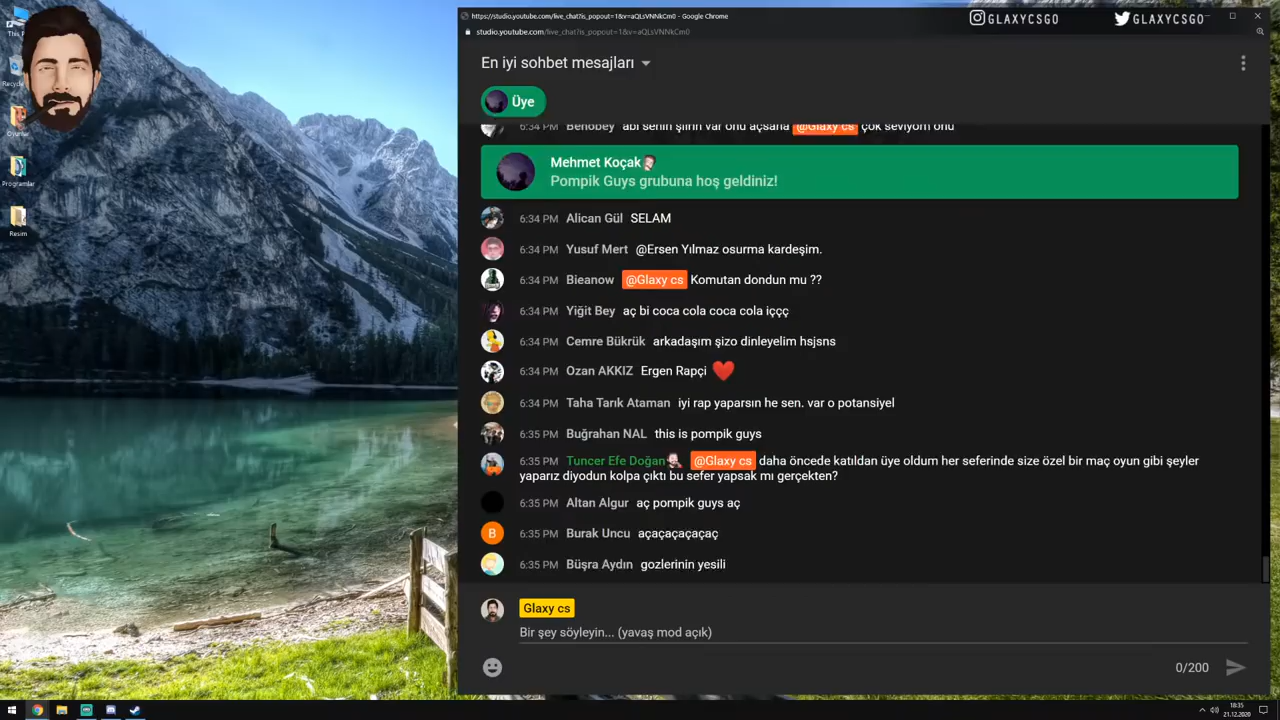 https://studio.youtube.com/live_chat?is_popout=1&v=aQLsVNNkCm0 - Google Chrome
GLAXYCSGO
GLAXYCSGO
studio.youtube.com/live_chat?is_popout=1&v=aQLsVNNkCm0
En iyi sohbet mesajları
Üye
6:34 PM Benobey abi senin şiirin var onu açsana @Glaxy cs çok seviyom onu
Mehmet Koçak
Pompik Guys grubuna hoş geldiniz!
6:34 PM Alican Gül SELAM
6:34 PM Yusuf Mert @Ersen Yılmaz osurma kardeşim.
6:34 PM Bieanow @Glaxy cs Komutan dondun mu ??
6:34 PM Yiğit Bey aç bi coca cola coca cola iççç
6:34 PM Cemre Bükrük arkadaşım şizo dinleyelim hsjsns
6:34 PM Ozan AKKIZ Ergen Rapçi
6:34 PM Taha Tarık Ataman iyi rap yaparsın he sen. var o potansiyel
6:35 PM Buğrahan NAL this is pompik guys
6:35 PM Tuncer Efe Doğan @Glaxy cs daha öncede katıldan üye oldum her seferinde size özel bir maç oyun gibi şeyler
yaparız diyodun kolpa çıktı bu sefer yapsak mı gerçekten?
6:35 PM Altan Algur aç pompik guys aç
B
6:35 PM Burak Uncu açaçaçaçaçaç
6:35 PM Büşra Aydın gozlerinin yesili
Glaxy cs
Bir şey söyleyin... (yavaş mod açık)
0/200
This P
Recycle
Oyunlar
Programlar
Resim
18:35
21.12.2020